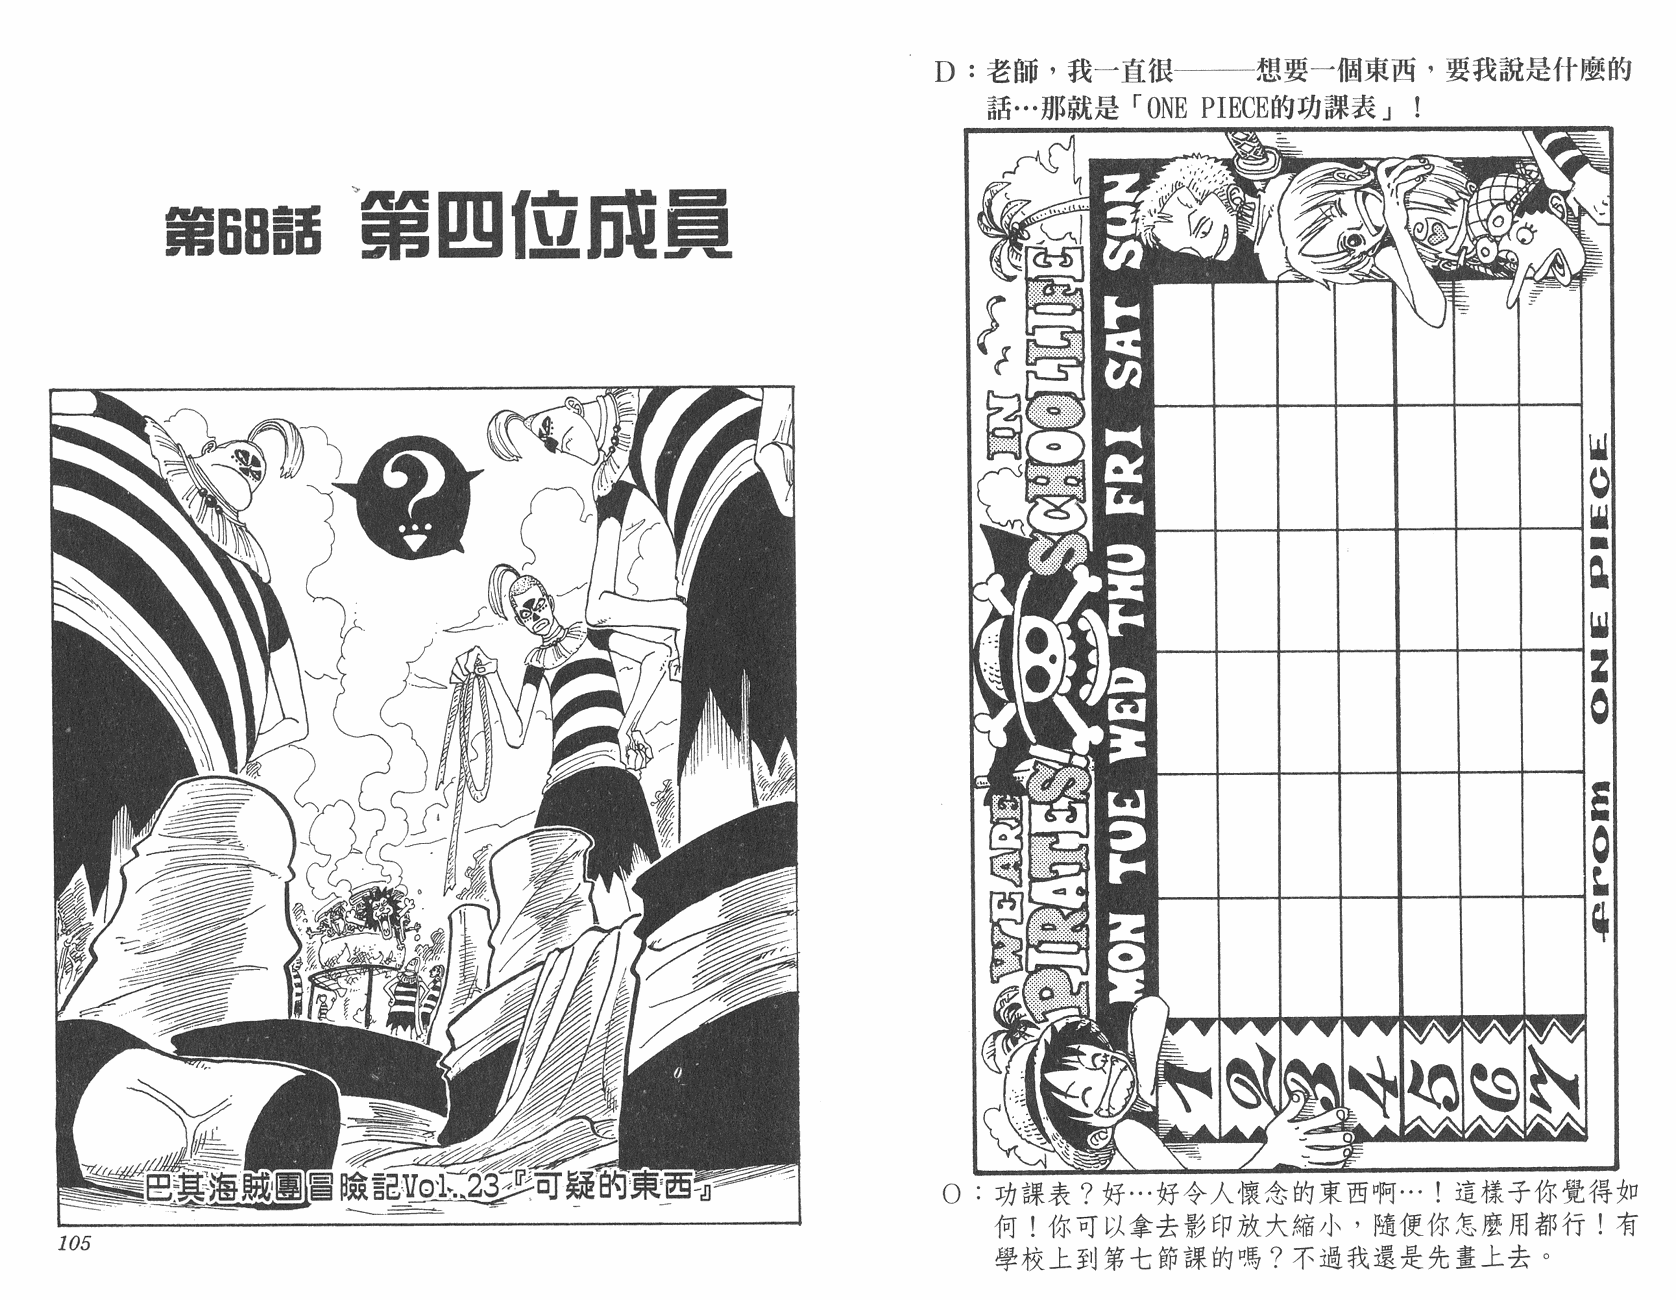 D：老師，我一直很———想要一個東西，要我說是什麼的
話…那就是「ONE PIECE的功課表」！
WE ARE
PIRATES!!
IN
SCHOOL LIFE
MON TUE WED THU FRI SAT SUN
1
2
3
4
5
6
7
from ONE PIECE
O：功課表？好…好令人懷念的東西啊…！這樣子你覺得如
何！你可以拿去影印放大縮小，隨便你怎麼用都行！有
學校上到第七節課的嗎？不過我還是先畫上去。
第68話 第四位成員
?
巴其海賊團冒險記Vol.23『可疑的東西』
105